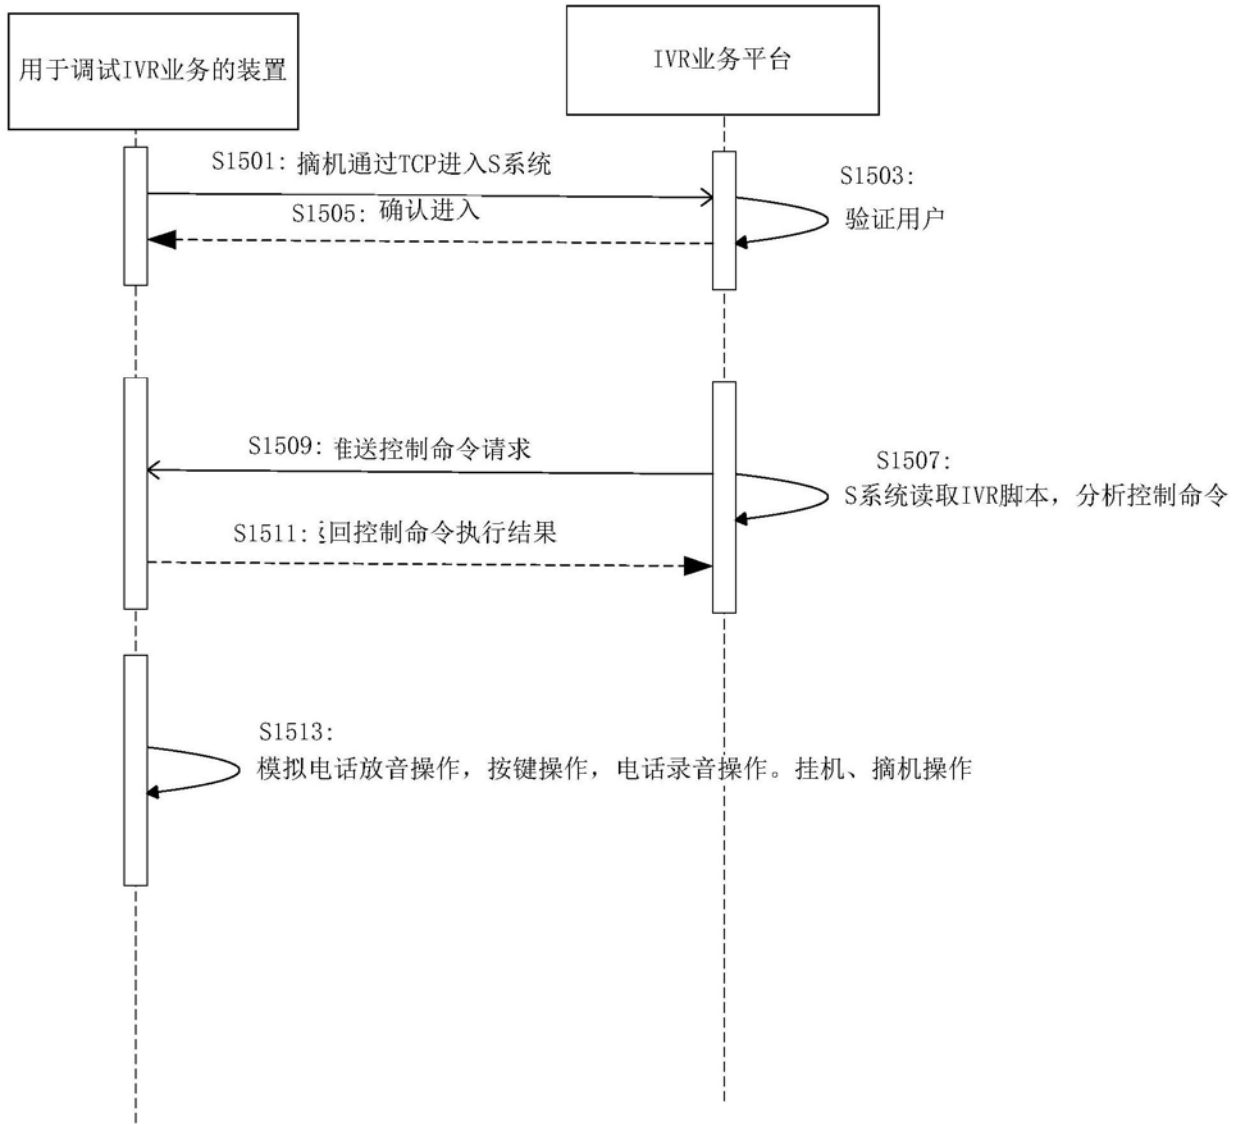 用于调试IVR业务的装置
IVR业务平台
S1501: 摘机通过TCP进入S系统
S1503:
验证用户
S1505: 确认进入
S1509: 送控制命令请求
S1507:
S系统读取IVR脚本，分析控制命令
S1511: 回控制命令执行结果
S1513:
模拟电话放音操作，按键操作，电话录音操作。挂机、摘机操作